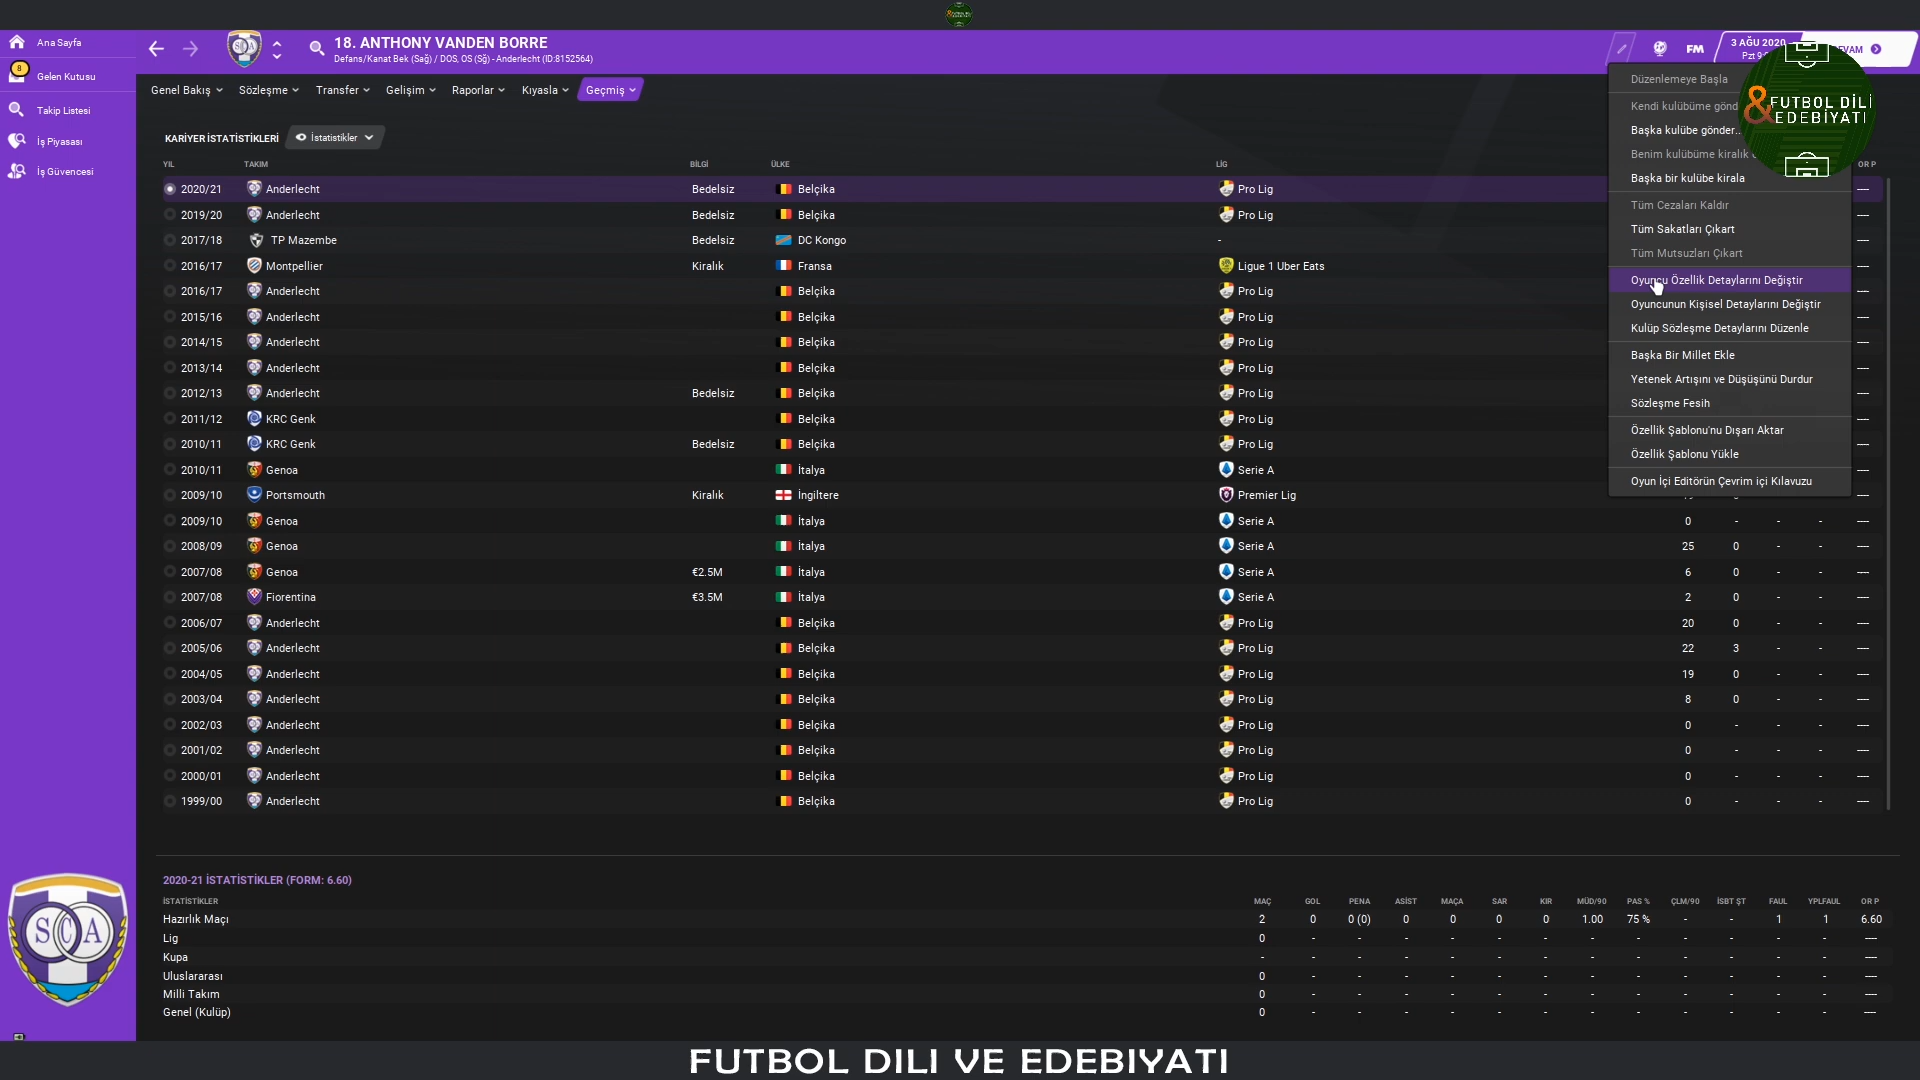 Ana Sayfa
8
Gelen Kutusu
Takip Listesi
İş Piyasası
İş Güvencesi
18. ANTHONY VANDEN BORRE
Defans/Kanat Bek (Sağ) / DOS, OS (Sğ) - Anderlecht (ID:8152564)
FM
3 AĞU 2020
Genel Bakış
Sözleşme
Transfer
Gelişim
Raporlar
Kıyasla
Geçmiş
KARİYER İSTATİSTİKLERİ
İstatistikler
YIL TAKIM BİLGİ ÜLKE LİG OR P
2020/21 Anderlecht Bedelsiz Belçika Pro Lig ---
2019/20 Anderlecht Bedelsiz Belçika Pro Lig ---
2017/18 TP Mazembe Bedelsiz DC Kongo - ---
2016/17 Montpellier Kiralık Fransa Ligue 1 Uber Eats ---
2016/17 Anderlecht Belçika Pro Lig ---
2015/16 Anderlecht Belçika Pro Lig ---
2014/15 Anderlecht Belçika Pro Lig ---
2013/14 Anderlecht Belçika Pro Lig ---
2012/13 Anderlecht Bedelsiz Belçika Pro Lig ---
2011/12 KRC Genk Belçika Pro Lig ---
2010/11 KRC Genk Bedelsiz Belçika Pro Lig ---
2010/11 Genoa İtalya Serie A ---
2009/10 Portsmouth Kiralık İngiltere Premier Lig ---
2009/10 Genoa İtalya Serie A 0 - - - ---
2008/09 Genoa İtalya Serie A 25 0 - - ---
2007/08 Genoa €2.5M İtalya Serie A 6 0 - - ---
2007/08 Fiorentina €3.5M İtalya Serie A 2 0 - - ---
2006/07 Anderlecht Belçika Pro Lig 20 0 - - ---
2005/06 Anderlecht Belçika Pro Lig 22 3 - - ---
2004/05 Anderlecht Belçika Pro Lig 19 0 - - ---
2003/04 Anderlecht Belçika Pro Lig 8 0 - - ---
2002/03 Anderlecht Belçika Pro Lig 0 - - - ---
2001/02 Anderlecht Belçika Pro Lig 0 - - - ---
2000/01 Anderlecht Belçika Pro Lig 0 - - - ---
1999/00 Anderlecht Belçika Pro Lig 0 - - - ---
Düzenlemeye Başla
Kendi kulübüme gönd
Başka kulübe gönder..
Benim kulübüme kiralık
Başka bir kulübe kirala
Tüm Cezaları Kaldır
Tüm Sakatları Çıkart
Tüm Mutsuzları Çıkart
Oyuncu Özellik Detaylarını Değiştir
Oyuncunun Kişisel Detaylarını Değiştir
Kulüp Sözleşme Detaylarını Düzenle
Başka Bir Millet Ekle
Yetenek Artışını ve Düşüşünü Durdur
Sözleşme Fesih
Özellik Şablonu'nu Dışarı Aktar
Özellik Şablonu Yükle
Oyun İçi Editörün Çevrim içi Kılavuzu
&FUTBOL DİLİ
EDEBİYATI
2020-21 İSTATİSTİKLER (FORM: 6.60)
İSTATİSTİKLER MAÇ GOL PENA ASİST MAÇA SAR KIR MÜD/90 PAS % ÇLM/90 İSBT ŞT FAUL YPLFAUL OR P
Hazırlık Maçı 2 0 0 (0) 0 0 0 0 1.00 75 % - - 1 1 6.60
Lig 0 - - - - - - - - - - - - ---
Kupa - - - - - - - - - - - - - ---
Uluslararası 0 - - - - - - - - - - - - ---
Milli Takım 0 - - - - - - - - - - - - ---
Genel (Kulüp) 0 - - - - - - - - - - - - ---
SCA
FUTBOL DILI VE EDEBIYATI